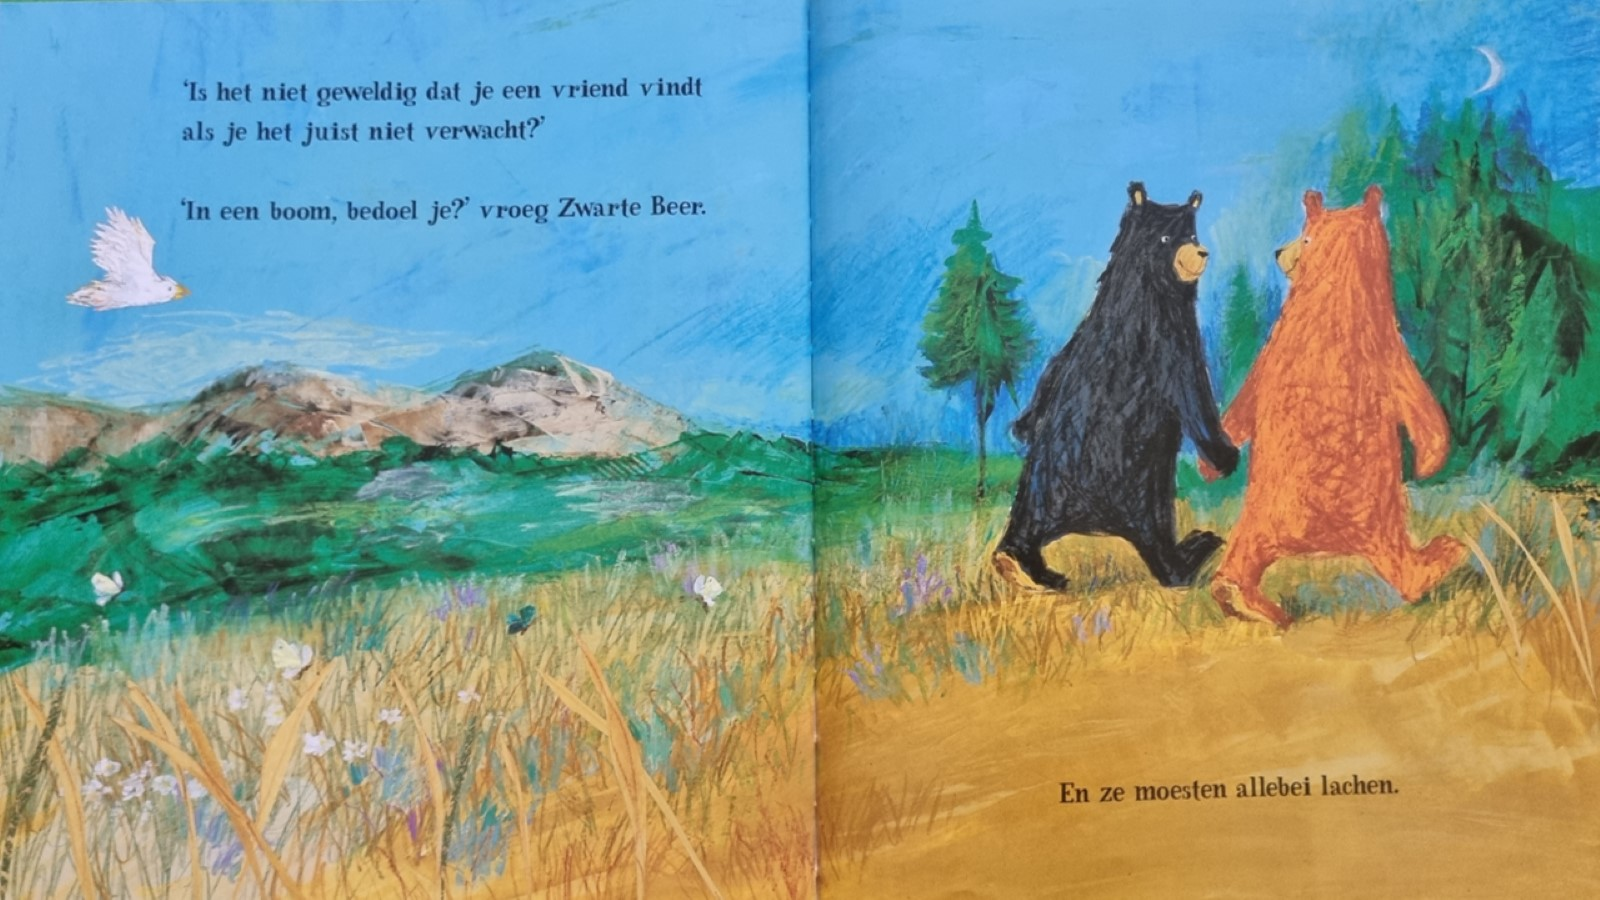 ‘Is het niet geweldig dat je een vriend vindt
als je het juist niet verwacht?’
‘In een boom, bedoel je?’ vroeg Zwarte Beer.
En ze moesten allebei lachen.